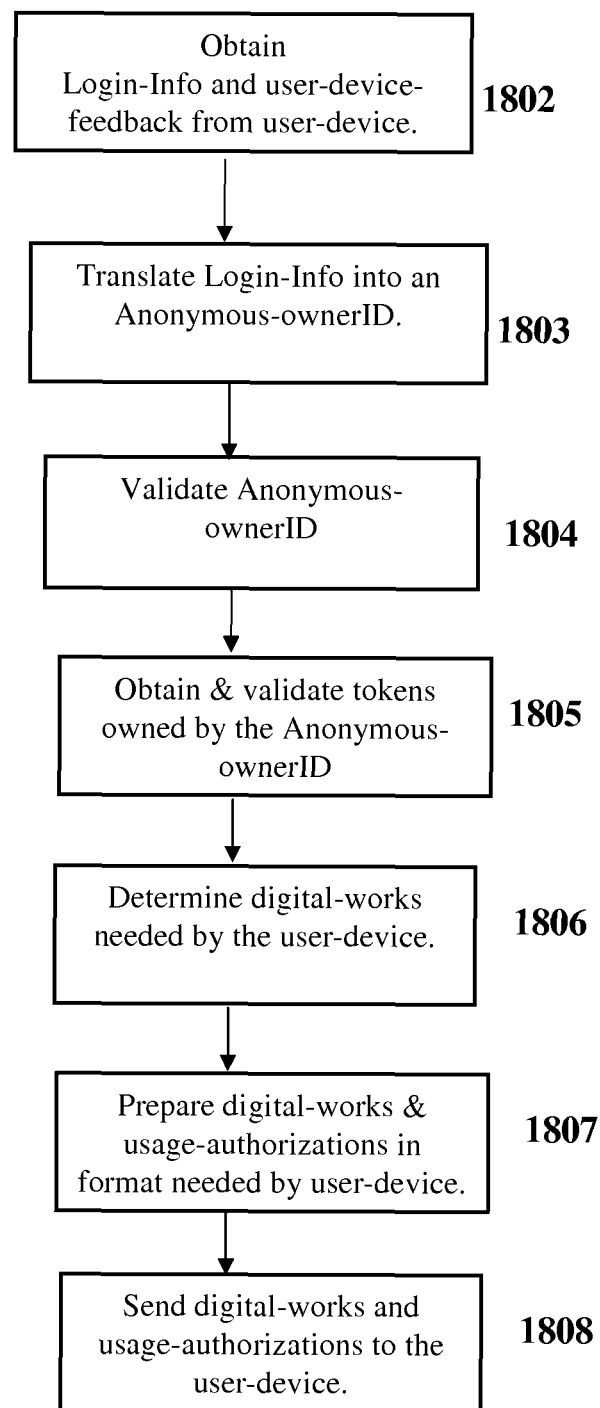 Obtain
Login-Info and user-device-
feedback from user-device.
1802
Translate Login-Info into an
Anonymous-ownerID.
1803
Validate Anonymous-
ownerID
1804
Obtain & validate tokens
owned by the Anonymous-
ownerID
1805
Determine digital-works
needed by the user-device.
1806
Prepare digital-works &
usage-authorizations in
format needed by user-device.
1807
Send digital-works and
usage-authorizations to the
user-device.
1808